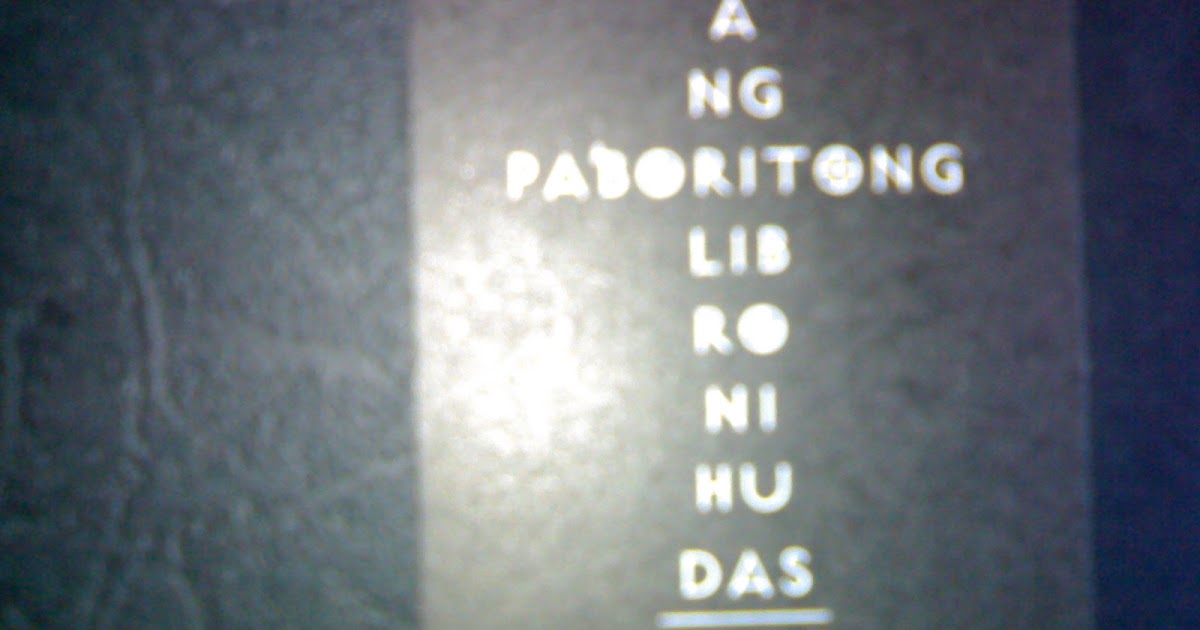 A
NG
PABORITONG
LIB
RO
NI
HU
DAS